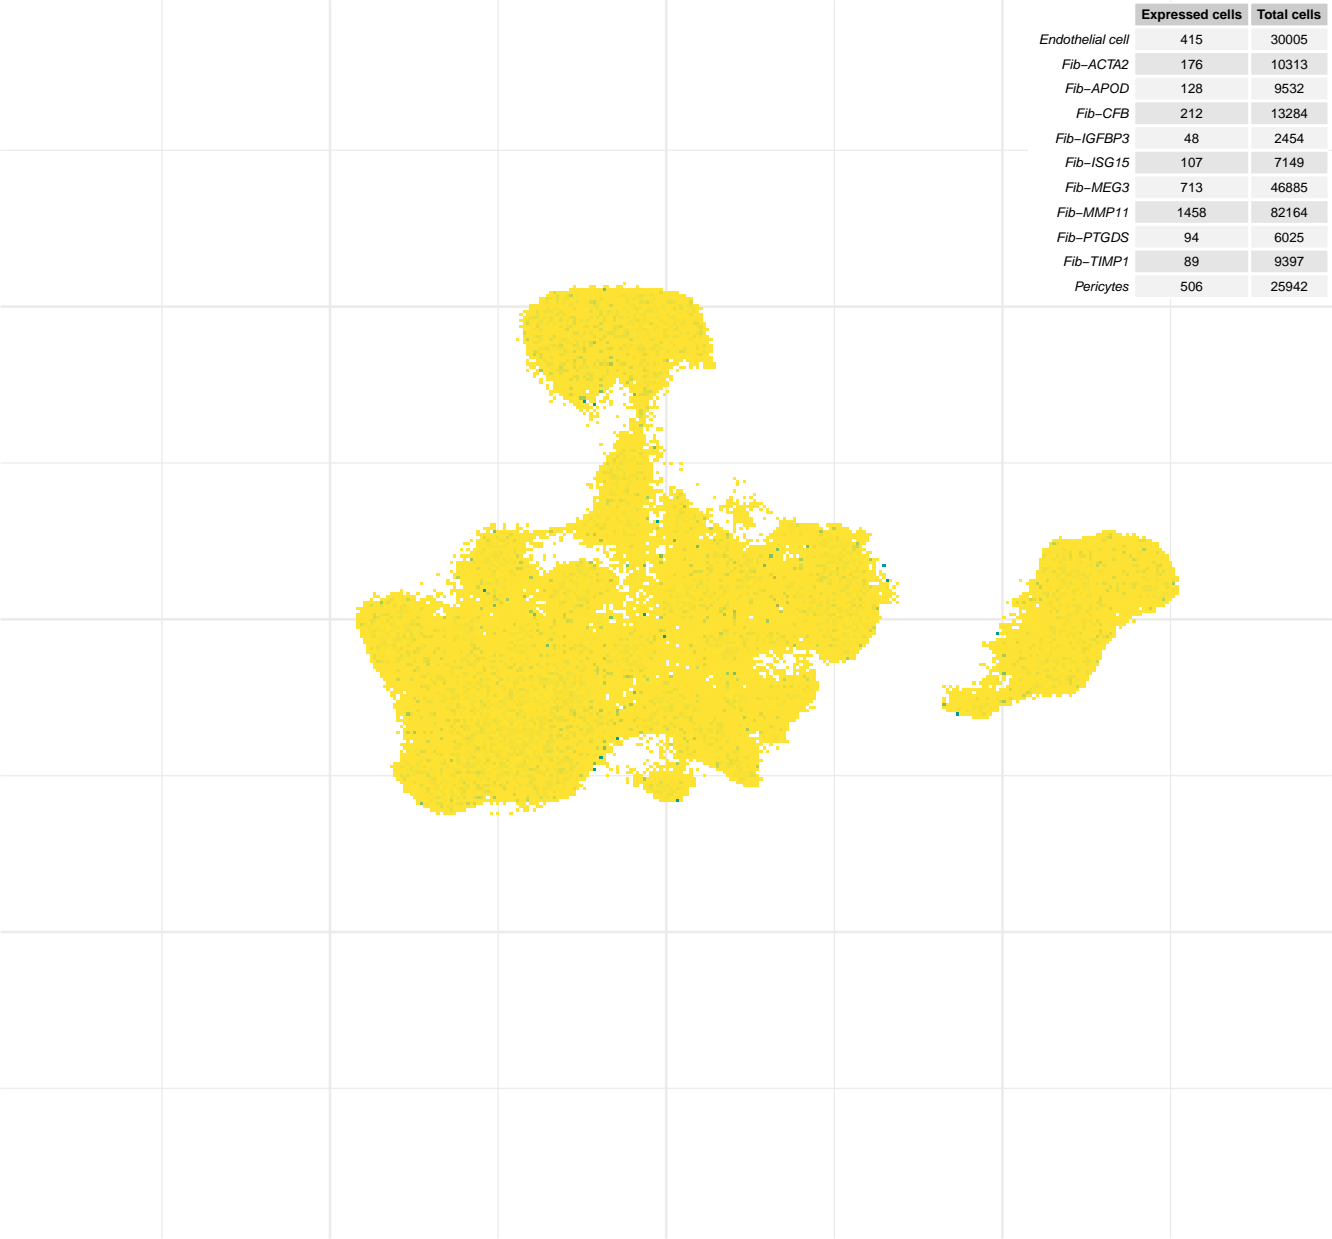 Expressed cells Total cells
Endothelial cell 415 30005
Fib−ACTA2 176 10313
Fib−APOD 128 9532
Fib−CFB 212 13284
Fib−IGFBP3 48 2454
Fib−ISG15 107 7149
Fib−MEG3 713 46885
Fib−MMP11 1458 82164
Fib−PTGDS 94 6025
Fib−TIMP1 89 9397
Pericytes 506 25942